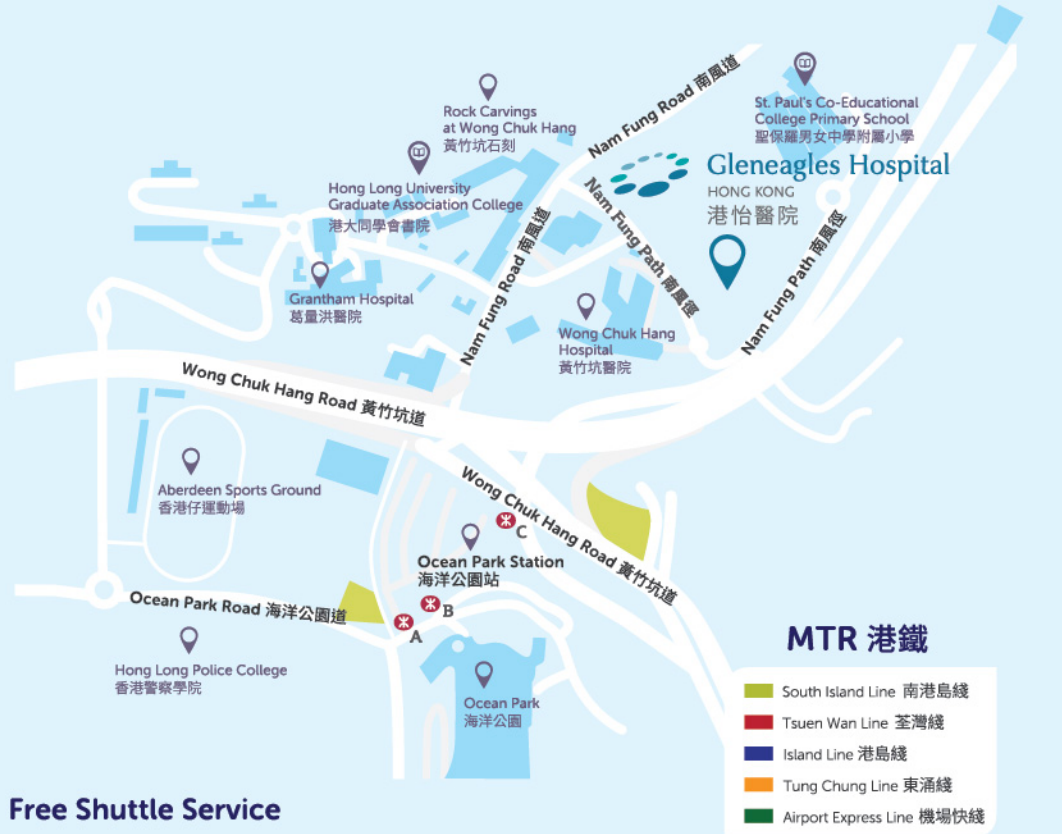 Nam Fung Road 南風道
St. Paul's Co-Educational
College Primary School
聖保羅男女中學附屬小學
Rock Carvings
at Wong Chuk Hang
黃竹坑石刻
Gleneagles Hospital
HONG KONG
港怡醫院
Hong Long University
Graduate Association College
港大同學會書院
Nam Fung Path 南風徑
Nam Fung Road 南風道
Nam Fung Path 南風徑
Grantham Hospital
葛量洪醫院
Wong Chuk Hang
Hospital
黃竹坑醫院
Wong Chuk Hang Road 黃竹坑道
Aberdeen Sports Ground
香港仔運動場
Wong Chuk Hang Road 黃竹坑道
C
Ocean Park Station
海洋公園站
B
A
Ocean Park Road 海洋公園道
Hong Long Police College
香港警察學院
Ocean Park
海洋公園
MTR 港鐵
South Island Line 南港島綫
Tsuen Wan Line 荃灣綫
Island Line 港島綫
Tung Chung Line 東涌綫
Airport Express Line 機場快綫
Free Shuttle Service